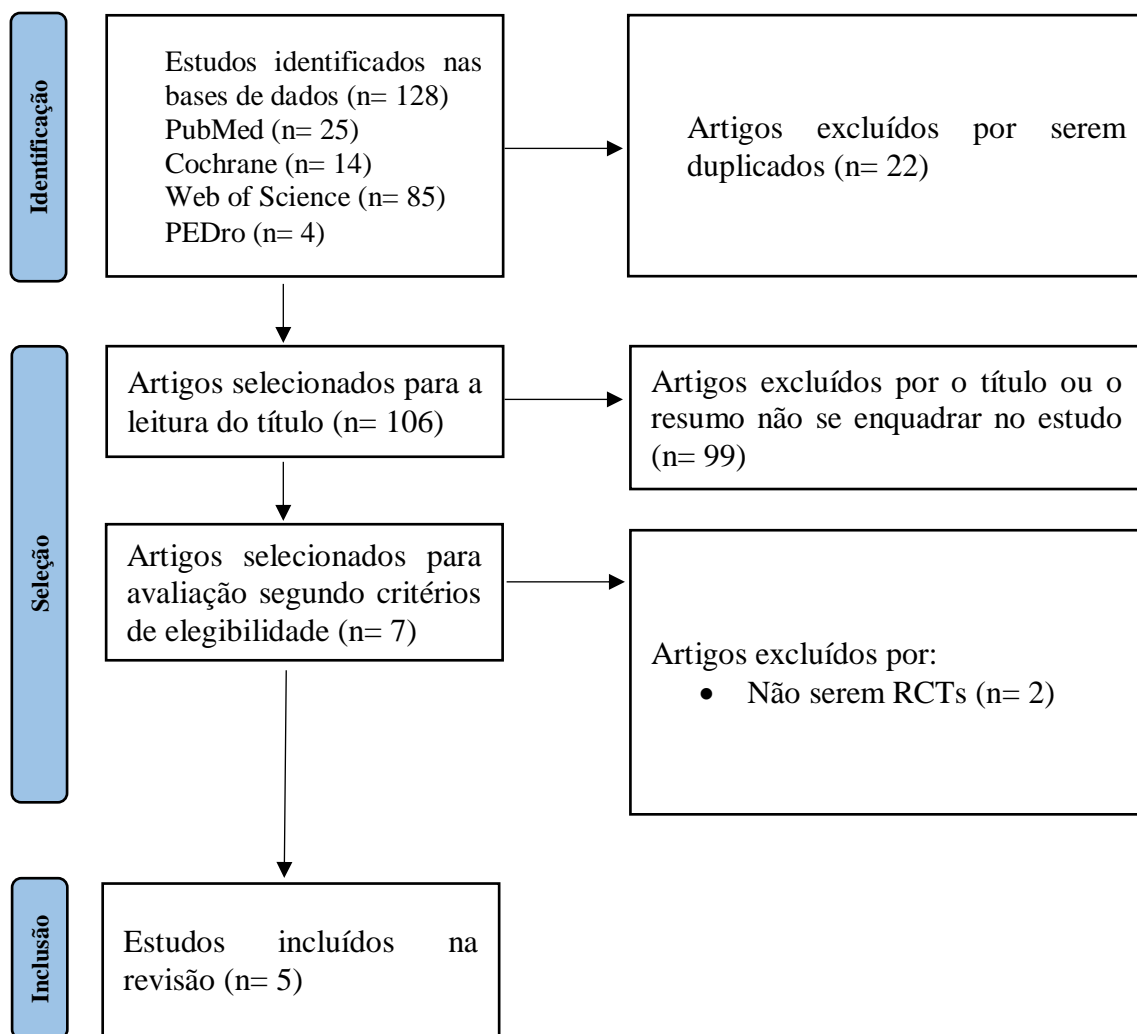 Identificação
Estudos identificados nas
bases de dados (n= 128)
PubMed (n= 25)
Cochrane (n= 14)
Web of Science (n= 85)
PEDro (n= 4)
Artigos excluídos por serem
duplicados (n= 22)
Seleção
Artigos selecionados para a
leitura do título (n= 106)
Artigos excluídos por o título ou o
resumo não se enquadrar no estudo
(n= 99)
Artigos selecionados para
avaliação segundo critérios
de elegibilidade (n= 7)
Artigos excluídos por:
• Não serem RCTs (n= 2)
Inclusão
Estudos incluídos na
revisão (n= 5)